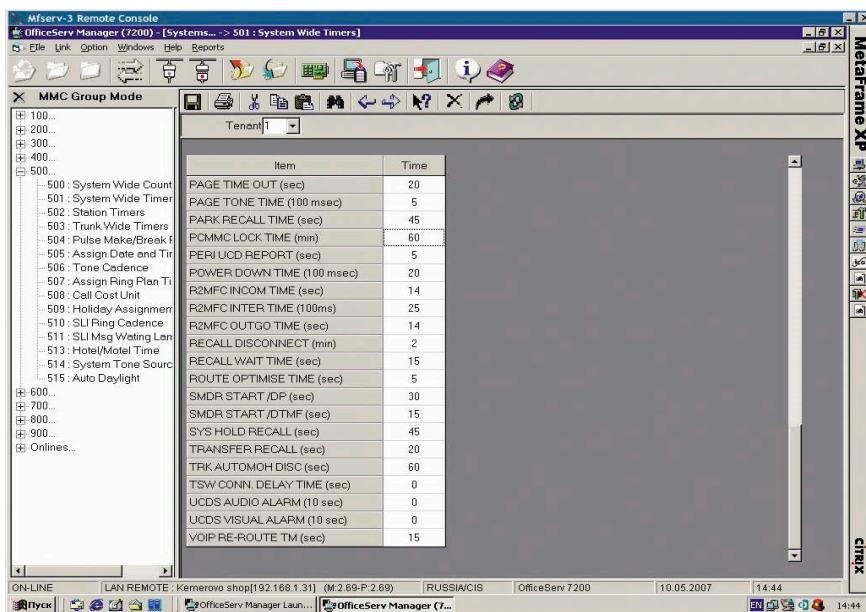 Mfserv-3 Remote Console
OfficeServ Manager (7200) - [Systems... -> 501 : System Wide Timers]
File Link Option Windows Help Reports
MMC Group Mode
Tenant 1
100...
200...
300...
400...
500...
500 : System Wide Count
501 : System Wide Timer
502 : Station Timers
503 : Trunk Wide Timers
504 : Pulse Make/Break
505 : Assign Date and Tir
506 : Tone Cadence
507 : Assign Ring Plan Ti
508 : Call Cost Unit
509 : Holiday Assignmen
510 : SLI Ring Cadence
511 : SLI Msg Wating Lan
513 : Hotel/Motel Time
514 : System Tone Sourc
515 : Auto Daylight
600...
700...
800...
900...
Onlines...
Item Time
PAGE TIME OUT (sec) 20
PAGE TONE TIME (100 msec) 5
PARK RECALL TIME (sec) 45
PCMMC LOCK TIME (min) 60
PERI UCD REPORT (sec) 5
POWER DOWN TIME (100 msec) 20
R2MFC INCOM TIME (sec) 14
R2MFC INTER TIME (100ms) 25
R2MFC OUTGO TIME (sec) 14
RECALL DISCONNECT (min) 2
RECALL WAIT TIME (sec) 15
ROUTE OPTIMISE TIME (sec) 5
SMDR START /DP (sec) 30
SMDR START /DTMF (sec) 15
SYS HOLD RECALL (sec) 45
TRANSFER RECALL (sec) 20
TRK AUTOMOH DISC (sec) 60
TSW CONN. DELAY TIME (sec) 0
UCDS AUDIO ALARM (10 sec) 0
UCDS VISUAL ALARM (10 sec) 0
VOIP RE-ROUTE TM (sec) 15
MetaFrame XP
CITRIX
ON-LINE LAN REMOTE : Kemerovo shop[192.168.1.31] (M:2.69-P:2.69) RUSSIA/CIS OfficeServ 7200 10.05.2007 14:44
Пуск OfficeServ Manager Laun... OfficeServ Manager (7... EN 14:44